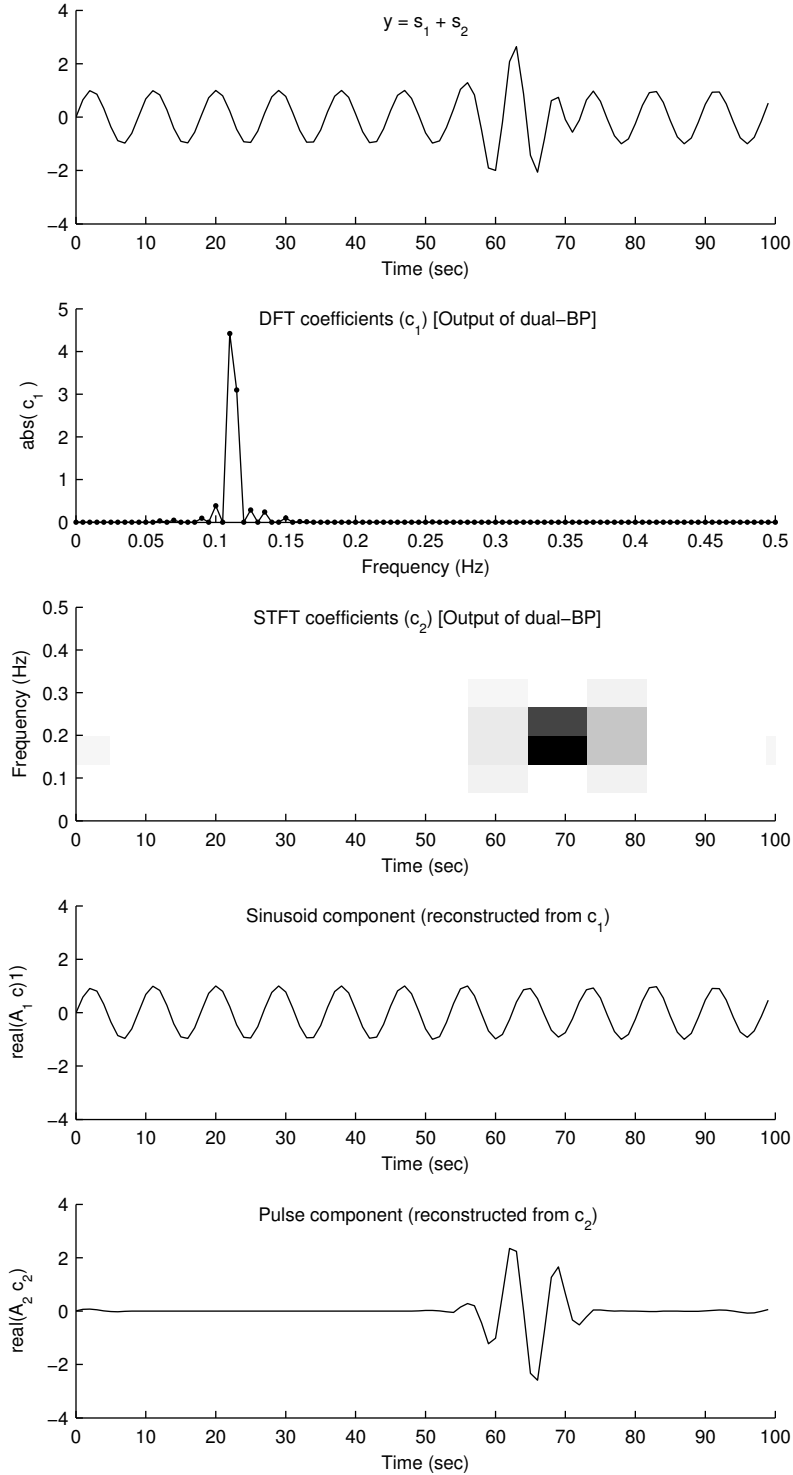 y = s1 + s2
4
2
0
−2
−4
0 10 20 30 40 50 60 70 80 90 100
Time (sec)
DFT coefficients (c1) [Output of dual−BP]
abs( c1 )
5
4
3
2
1
0
0 0.05 0.1 0.15 0.2 0.25 0.3 0.35 0.4 0.45 0.5
Frequency (Hz)
STFT coefficients (c2) [Output of dual−BP]
Frequency (Hz)
0.5
0.4
0.3
0.2
0.1
0
0 10 20 30 40 50 60 70 80 90 100
Time (sec)
Sinusoid component (reconstructed from c1)
real(A1 c)1)
4
2
0
−2
−4
0 10 20 30 40 50 60 70 80 90 100
Time (sec)
Pulse component (reconstructed from c2)
real(A2 c2)
4
2
0
−2
−4
0 10 20 30 40 50 60 70 80 90 100
Time (sec)